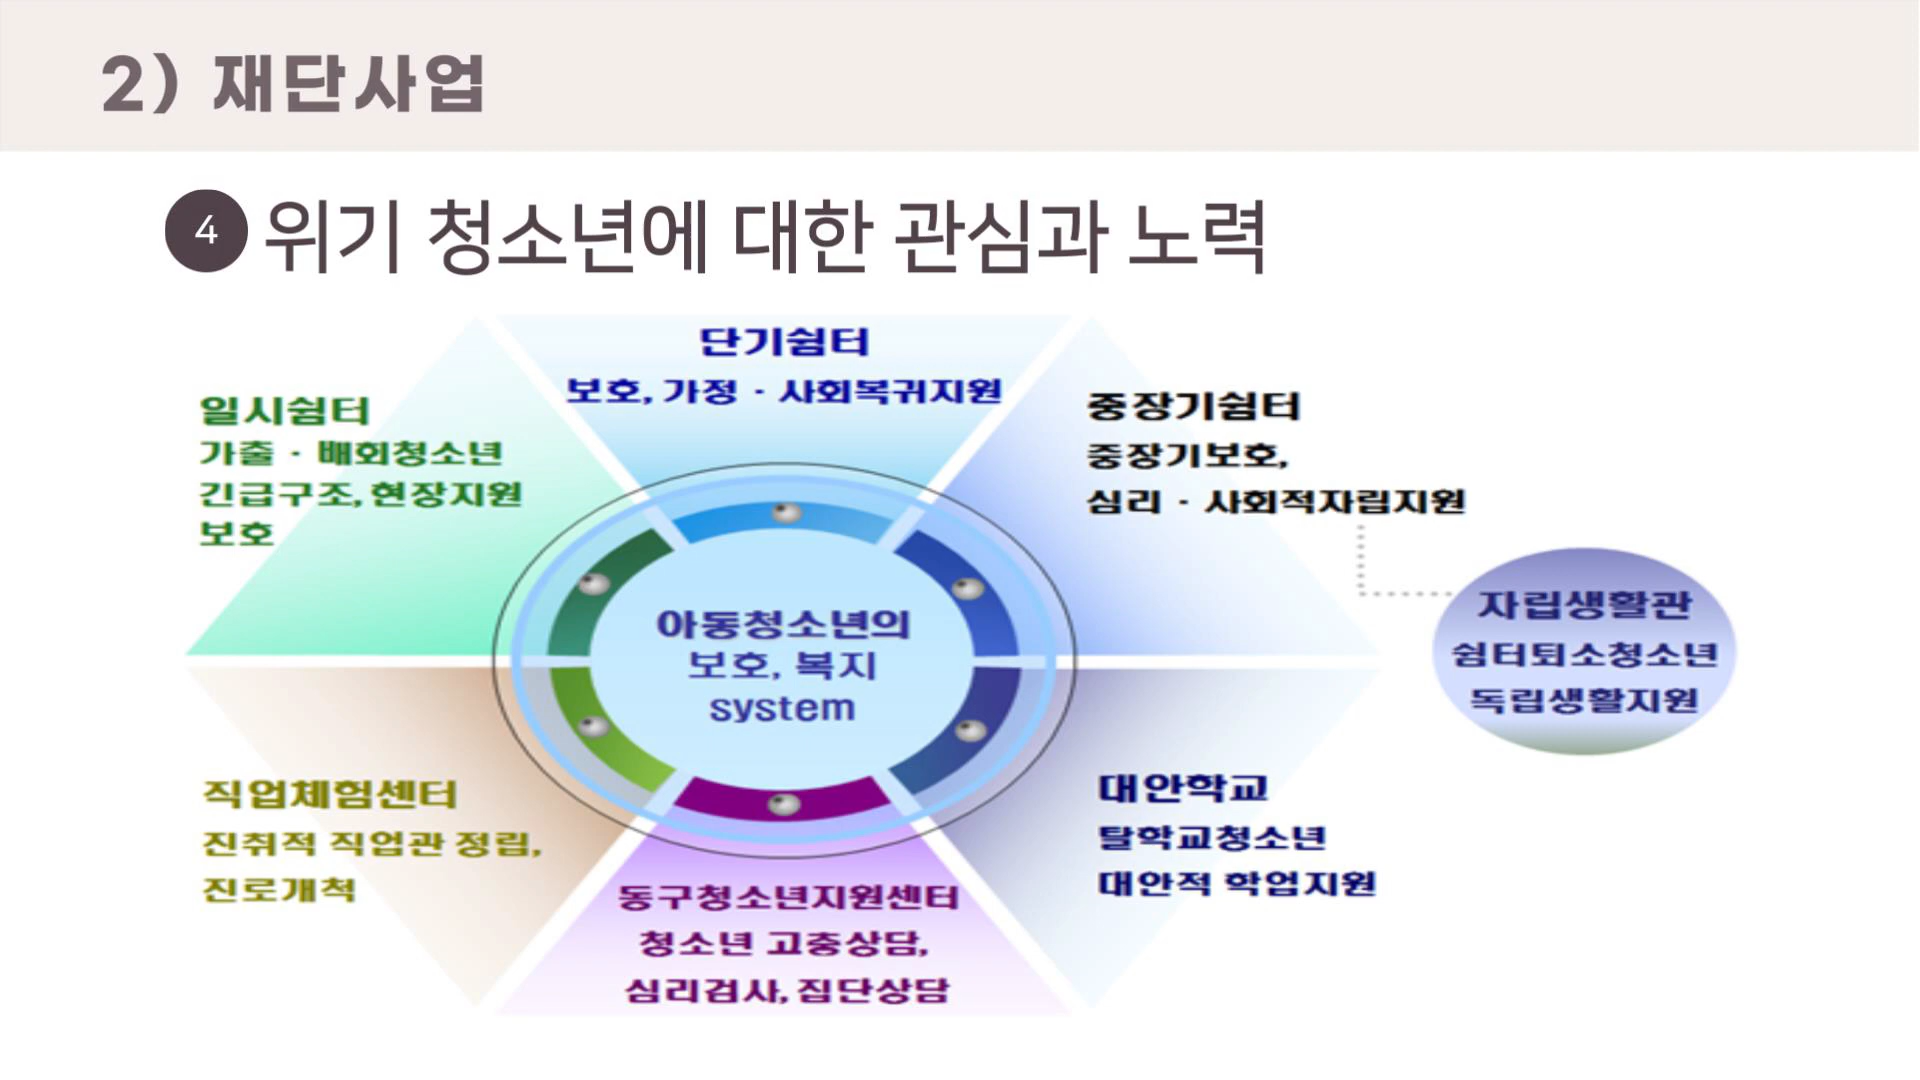 2) 재단사업
4 위기 청소년에 대한 관심과 노력
단기쉼터
보호, 가정 · 사회복귀지원
일시쉼터
가출 · 배회청소년
긴급구조, 현장지원
보호
중장기쉼터
중장기보호,
심리 · 사회적자립지원
자립생활관
쉼터퇴소청소년
독립생활지원
아동청소년의
보호, 복지
system
직업체험센터
진취적 직업관 정립,
진로개척
동구청소년지원센터
청소년 고충상담,
심리검사, 집단상담
대안학교
탈학교청소년
대안적 학업지원